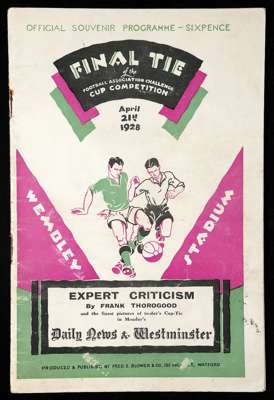 OFFICIAL SOUVENIR PROGRAMME - SIXPENCE
FINAL TIE
of the
FOOTBALL ASSOCIATION CHALLENGE
CUP COMPETITION
April
21st
1928
WEMBLEY
STADIUM
EXPERT CRITICISM
By FRANK THOROGOOD
and the finest pictures of to-day's Cup-Tie
in Monday's
Daily News & Westminster
PRODUCED & PUBLISHED BY FRED E. BOWER & CO., WATFORD